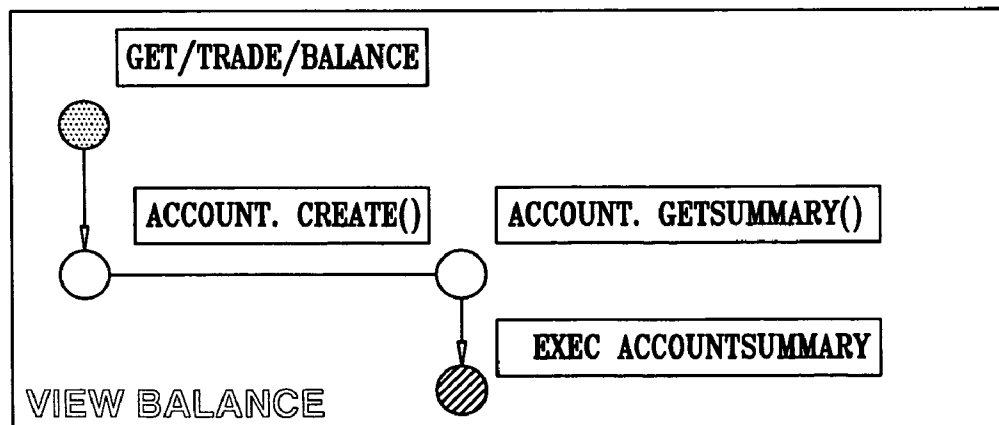 GET/TRADE/BALANCE
ACCOUNT. CREATE()
ACCOUNT. GETSUMMARY()
EXEC ACCOUNTSUMMARY
VIEW BALANCE